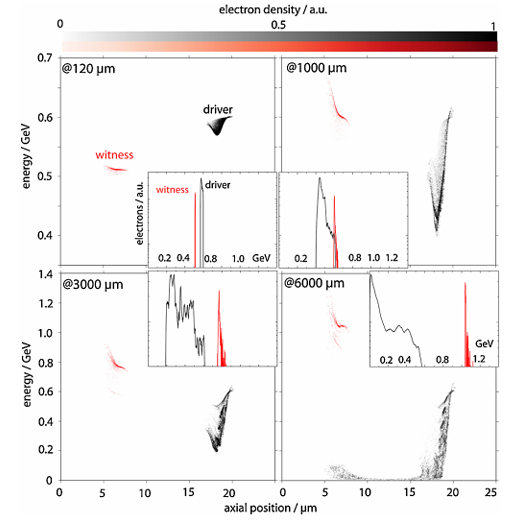 electron density / a.u.
0 0.5 1
0.7 @120 µm @1000 µm
0.6 driver
energy / GeV
0.5 witness
0.4
electrons / a.u.
witness driver
0.2 0.4 0.8 1.0 GeV
0.2 0.8 1.0 1.2
1.4 @3000 µm @6000 µm
1.2
1.0
0.8
energy / GeV
0.6
0.4
0.2
0
GeV
0.2 0.4 0.8 1.2
0 5 10 15 20 0 5 10 15 20 25
axial position / µm